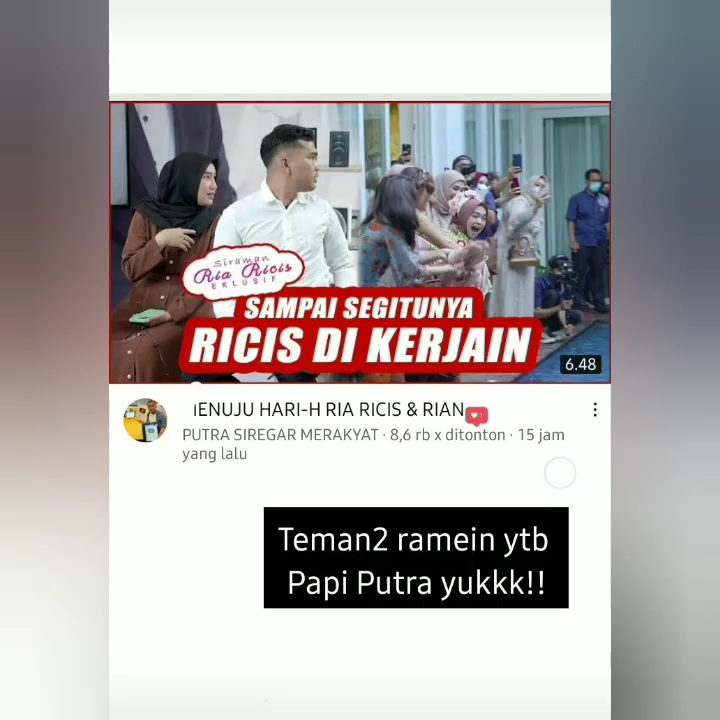 Siraman
Ria Ricis
EKLUSIF
SAMPAI SEGITUNYA
RICIS DI KERJAIN
6.48
ENUJU HARI-H RIA RICIS & RIAN
PUTRA SIREGAR MERAKYAT · 8,6 rb x ditonton · 15 jam
yang lalu
Teman2 ramein ytb
Papi Putra yukkk!!